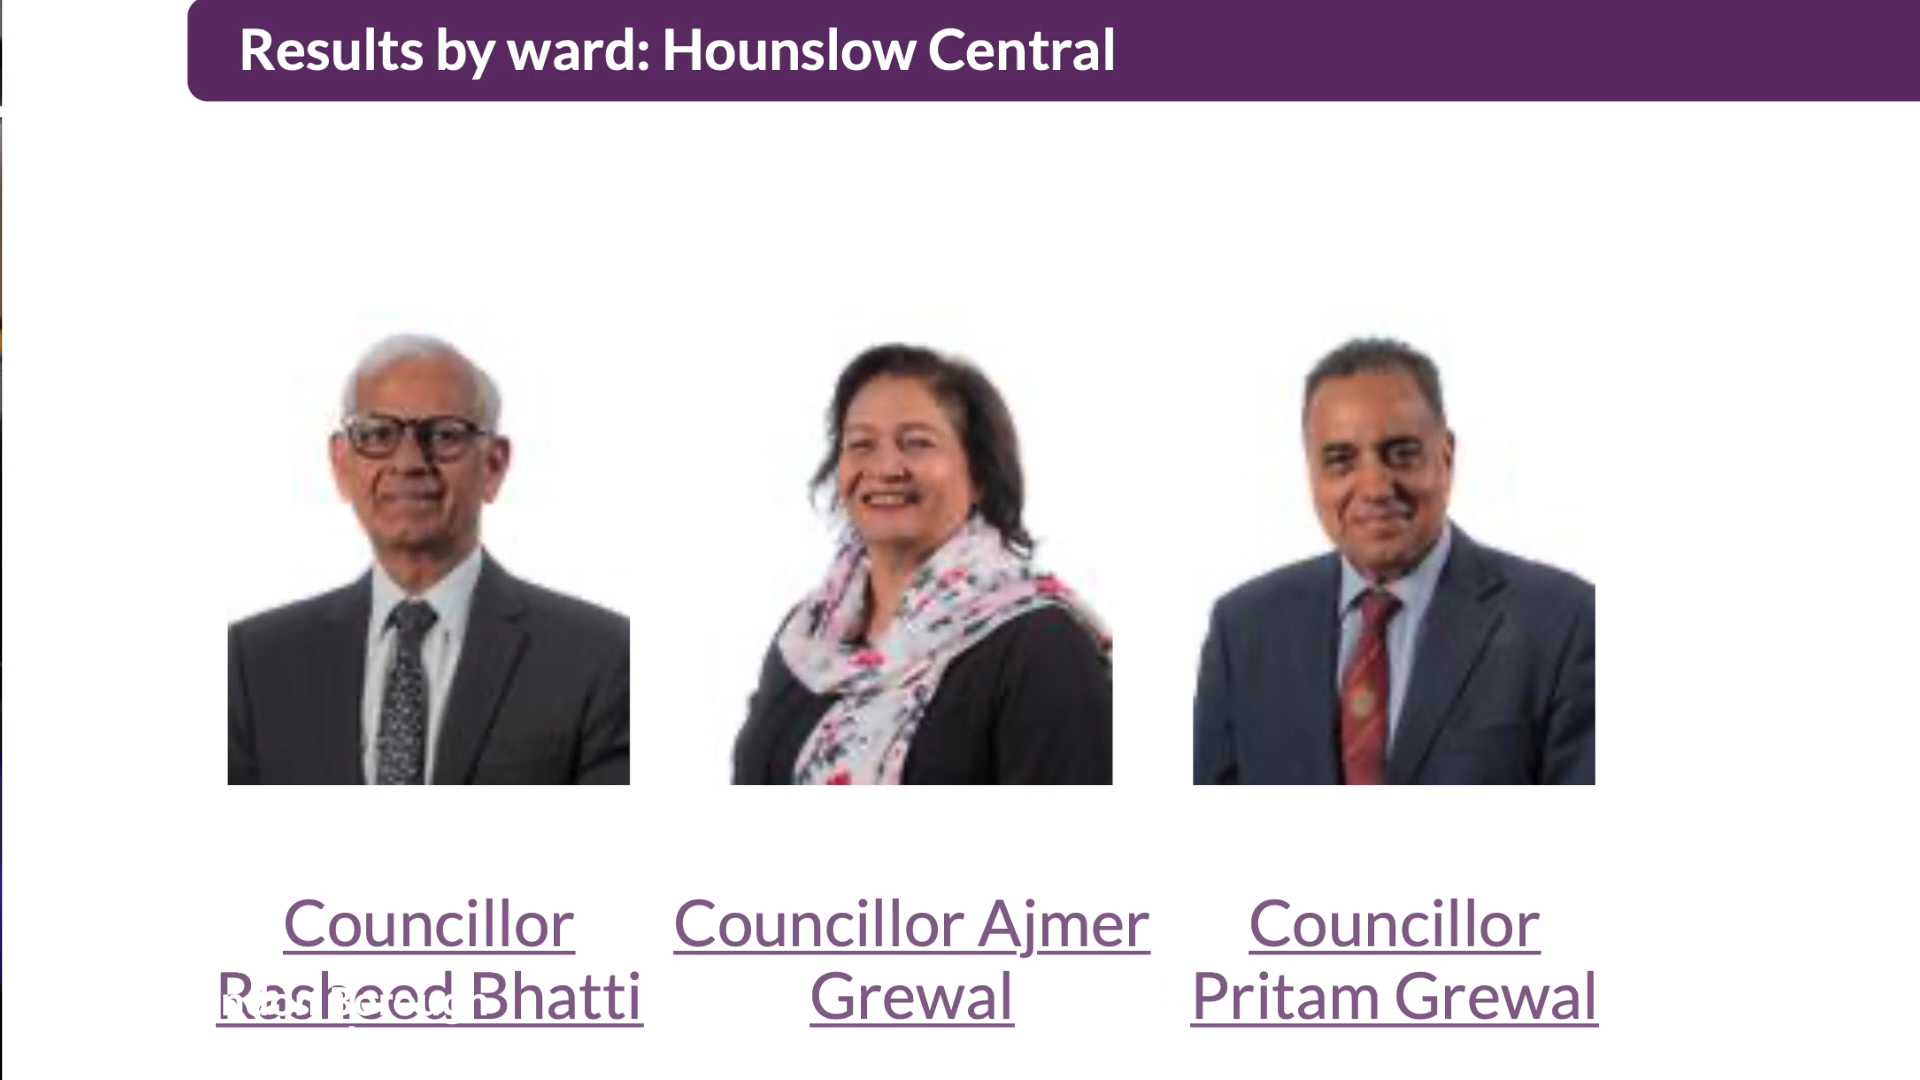 Results by ward: Hounslow Central
Councillor
Rasheed Bhatti
Councillor Ajmer
Grewal
Councillor
Pritam Grewal